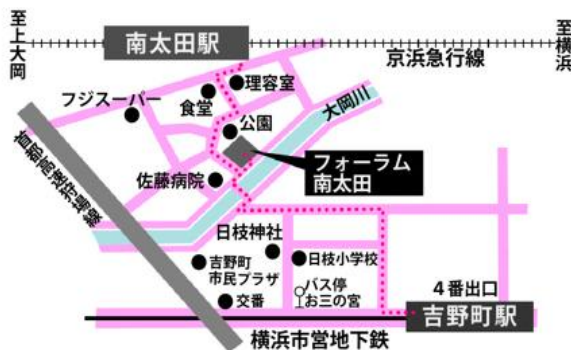 至上大岡
南太田駅
至横浜
京浜急行線
理容室
フジスーパー
食堂
公園
大岡川
首都高速狩場線
フォーラム
南太田
佐藤病院
日枝神社
吉野町
市民プラザ
日枝小学校
バス停
お三の宮
交番
4番出口
吉野町駅
横浜市営地下鉄